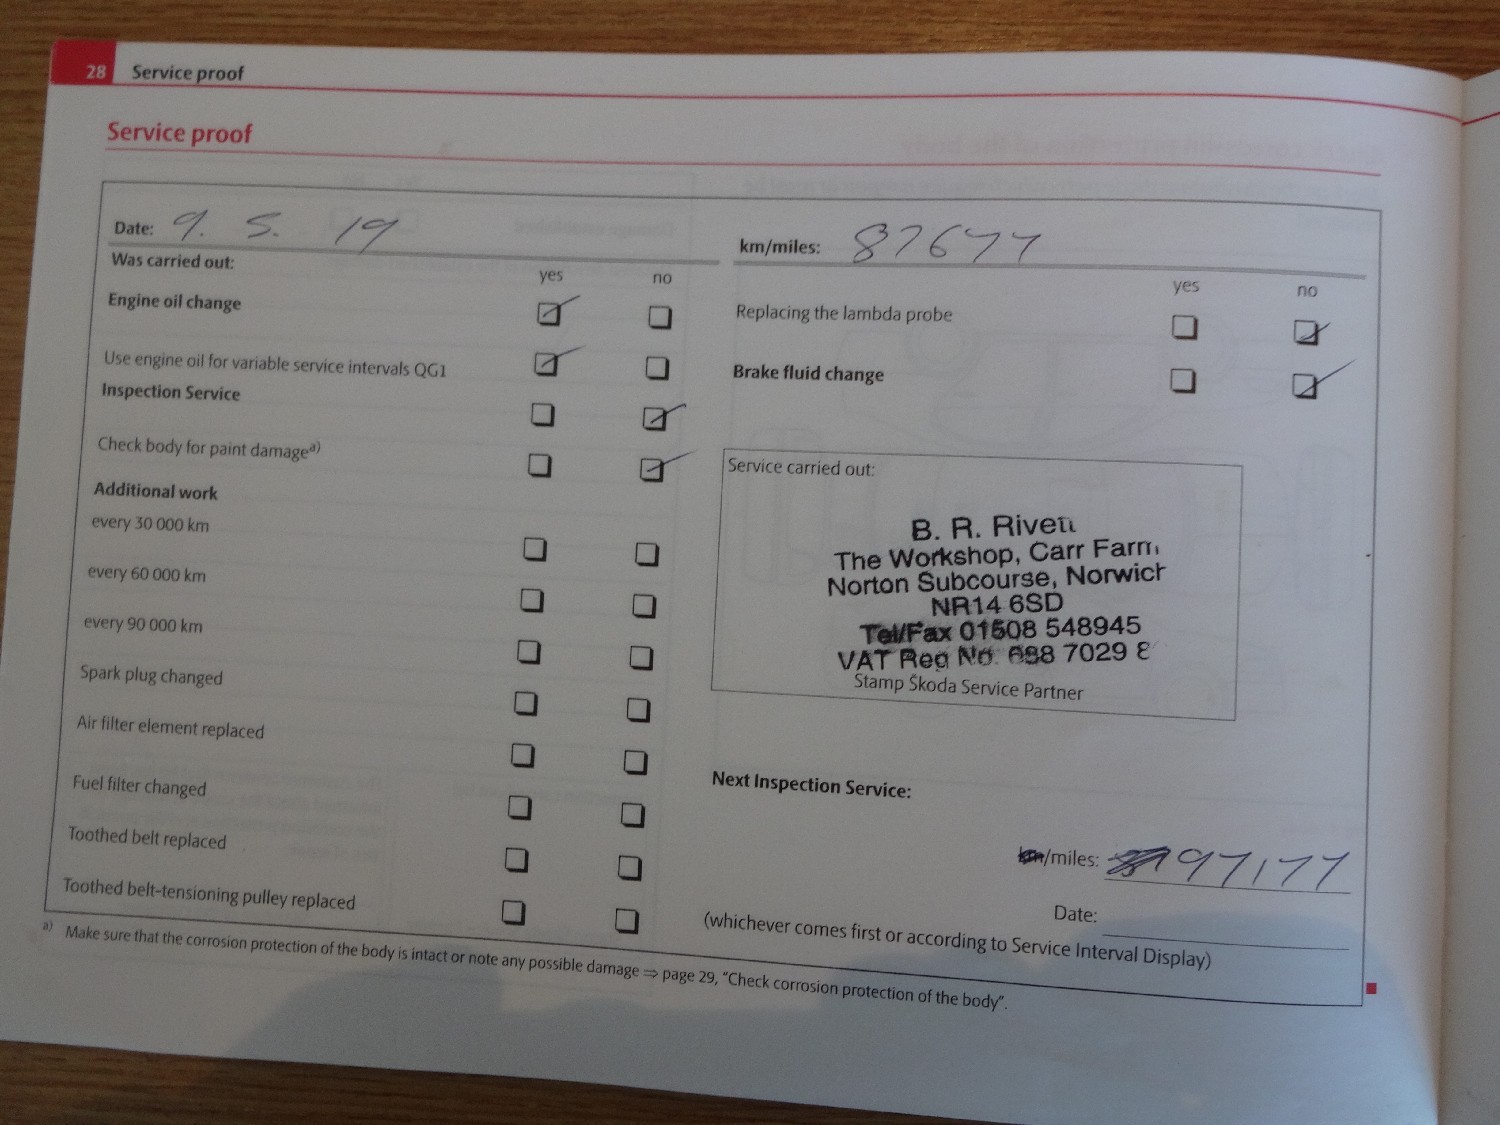 28 Service proof
Service proof
Date: 9. 5. 19
km/miles: 87677
Was carried out:
yes no
yes no
Engine oil change
Replacing the lambda probe
Use engine oil for variable service intervals QG1
Brake fluid change
Inspection Service
Check body for paint damage a)
Additional work
every 30 000 km
every 60 000 km
every 90 000 km
Spark plug changed
Air filter element replaced
Fuel filter changed
Toothed belt replaced
Toothed belt-tensioning pulley replaced
Service carried out:
B. R. Rivett
The Workshop, Carr Farm,
Norton Subcourse, Norwich
NR14 6SD
Tel/Fax 01508 548945
VAT Reg No. 7029
Stamp Škoda Service Partner
Next Inspection Service:
km/miles: 97177
Date:
(whichever comes first or according to Service Interval Display)
a) Make sure that the corrosion protection of the body is intact or note any possible damage ⇒ page 29, "Check corrosion protection of the body".